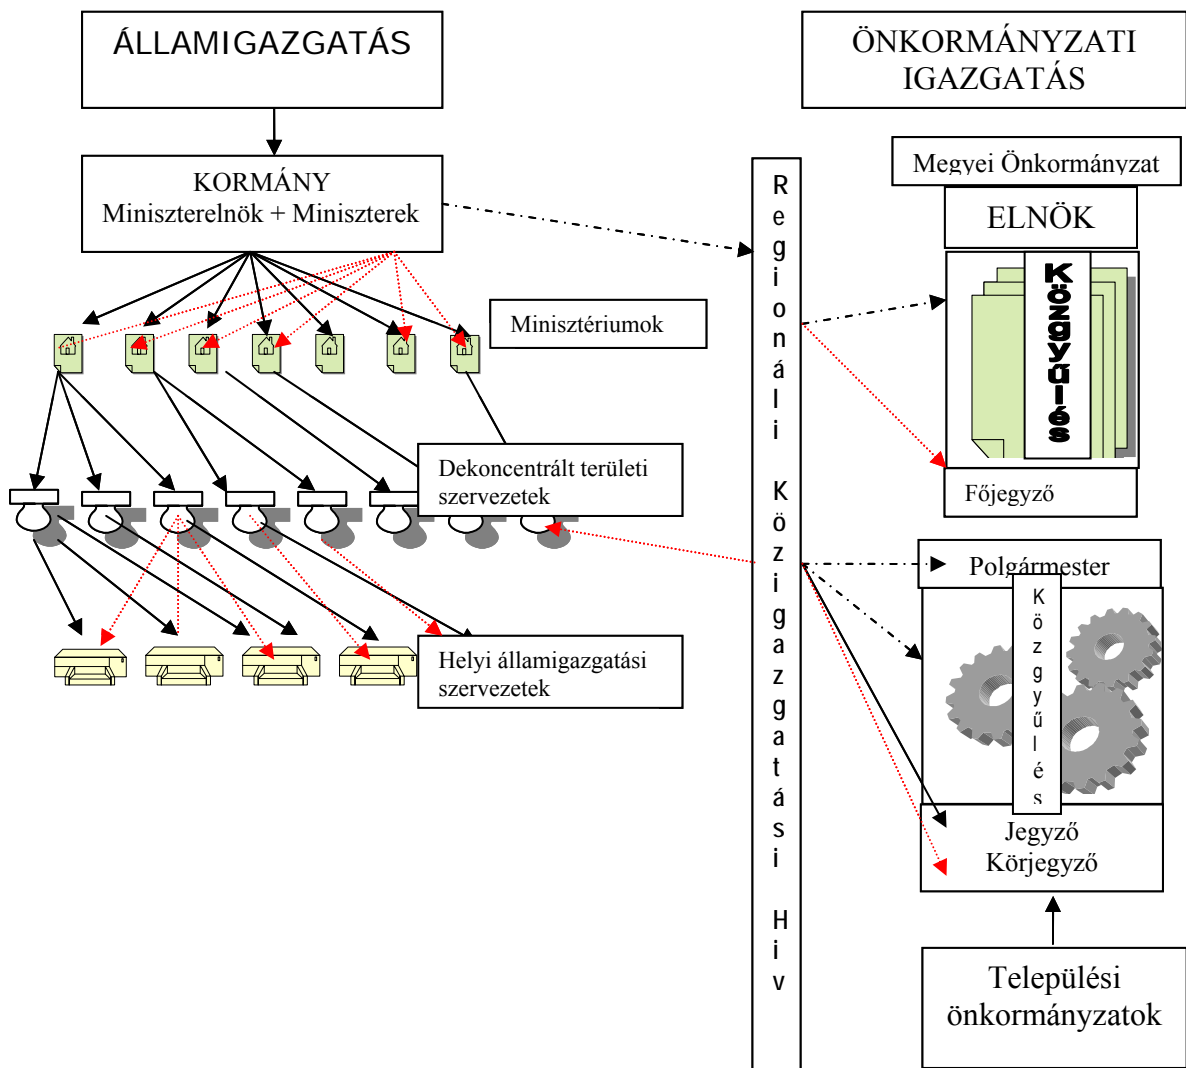 ÁLLAMIGAZGATÁS
KORMÁNY
Miniszterelnök + Miniszterek
Minisztériumok
Dekoncentrált területi
szervezetek
Helyi államigazgatási
szervezetek
Regionáli Közigazgatási Hiv
ÖNKORMÁNYZATI
IGAZGATÁS
Megyei Önkormányzat
ELNÖK
Közgyűlés
Főjegyző
Polgármester
Közgyűlés
Jegyző
Körjegyző
Települési
önkormányzatok